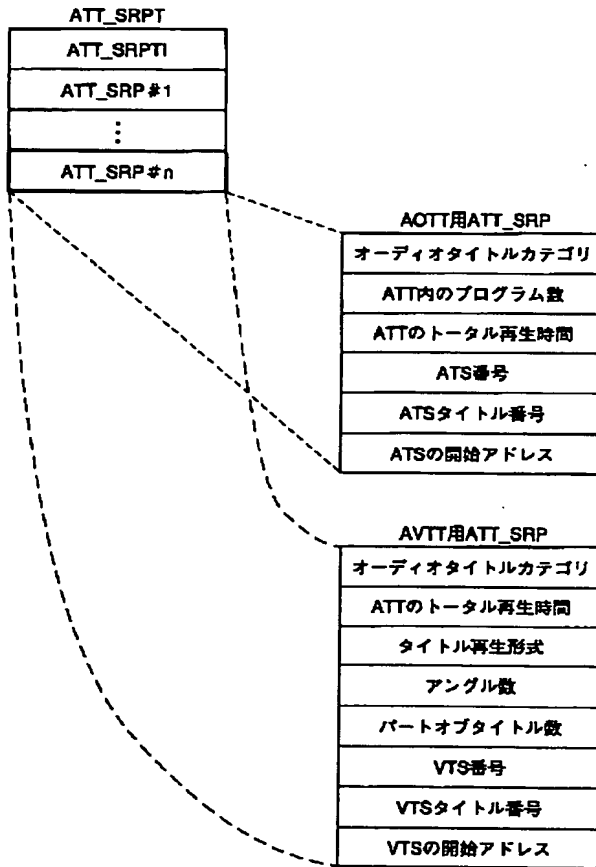 ATT_SRPT
ATT_SRPTI
ATT_SRP#1
⋮
ATT_SRP#n
AOTT用ATT_SRP
オーディオタイトルカテゴリ
ATT内のプログラム数
ATTのトータル再生時間
ATS番号
ATSタイトル番号
ATSの開始アドレス
AVTT用ATT_SRP
オーディオタイトルカテゴリ
ATTのトータル再生時間
タイトル再生形式
アングル数
パートオブタイトル数
VTS番号
VTSタイトル番号
VTSの開始アドレス